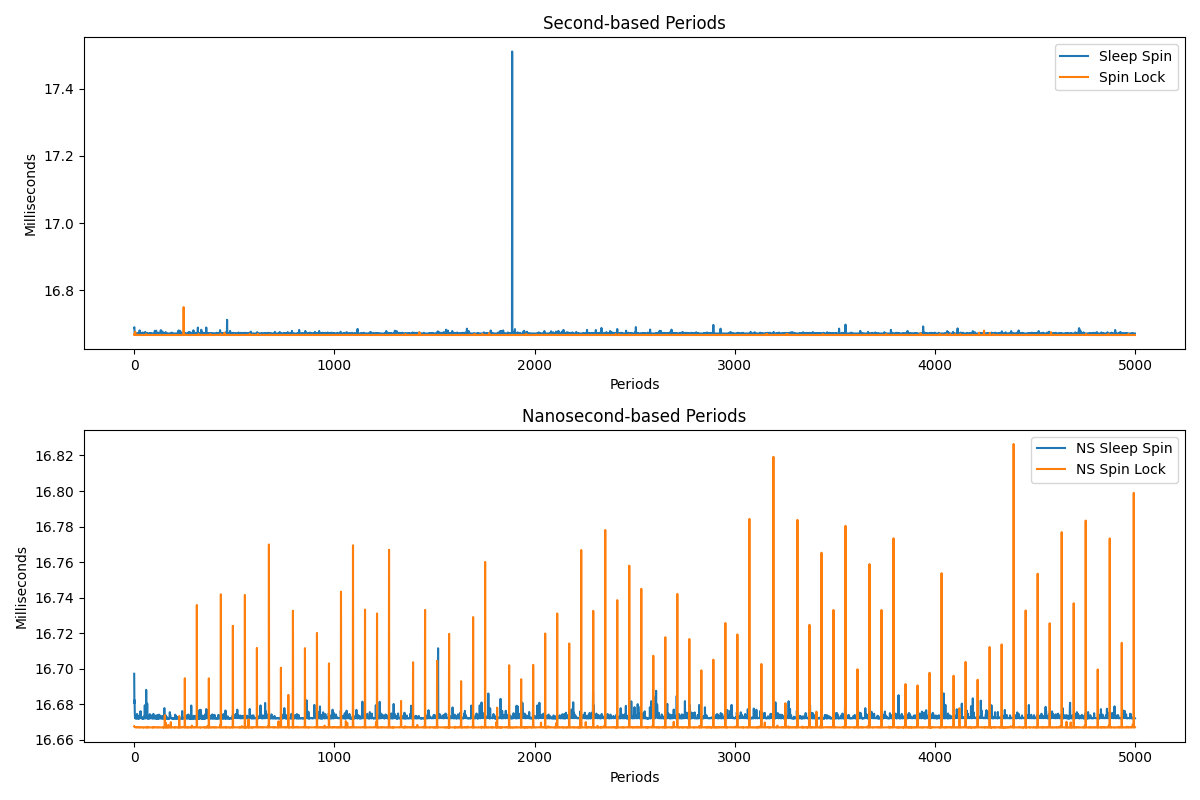 Second-based Periods
Sleep Spin
Spin Lock
Milliseconds
17.4
17.2
17.0
16.8
0 1000 2000 3000 4000 5000
Periods
Nanosecond-based Periods
NS Sleep Spin
NS Spin Lock
Milliseconds
16.82
16.80
16.78
16.76
16.74
16.72
16.70
16.68
16.66
0 1000 2000 3000 4000 5000
Periods